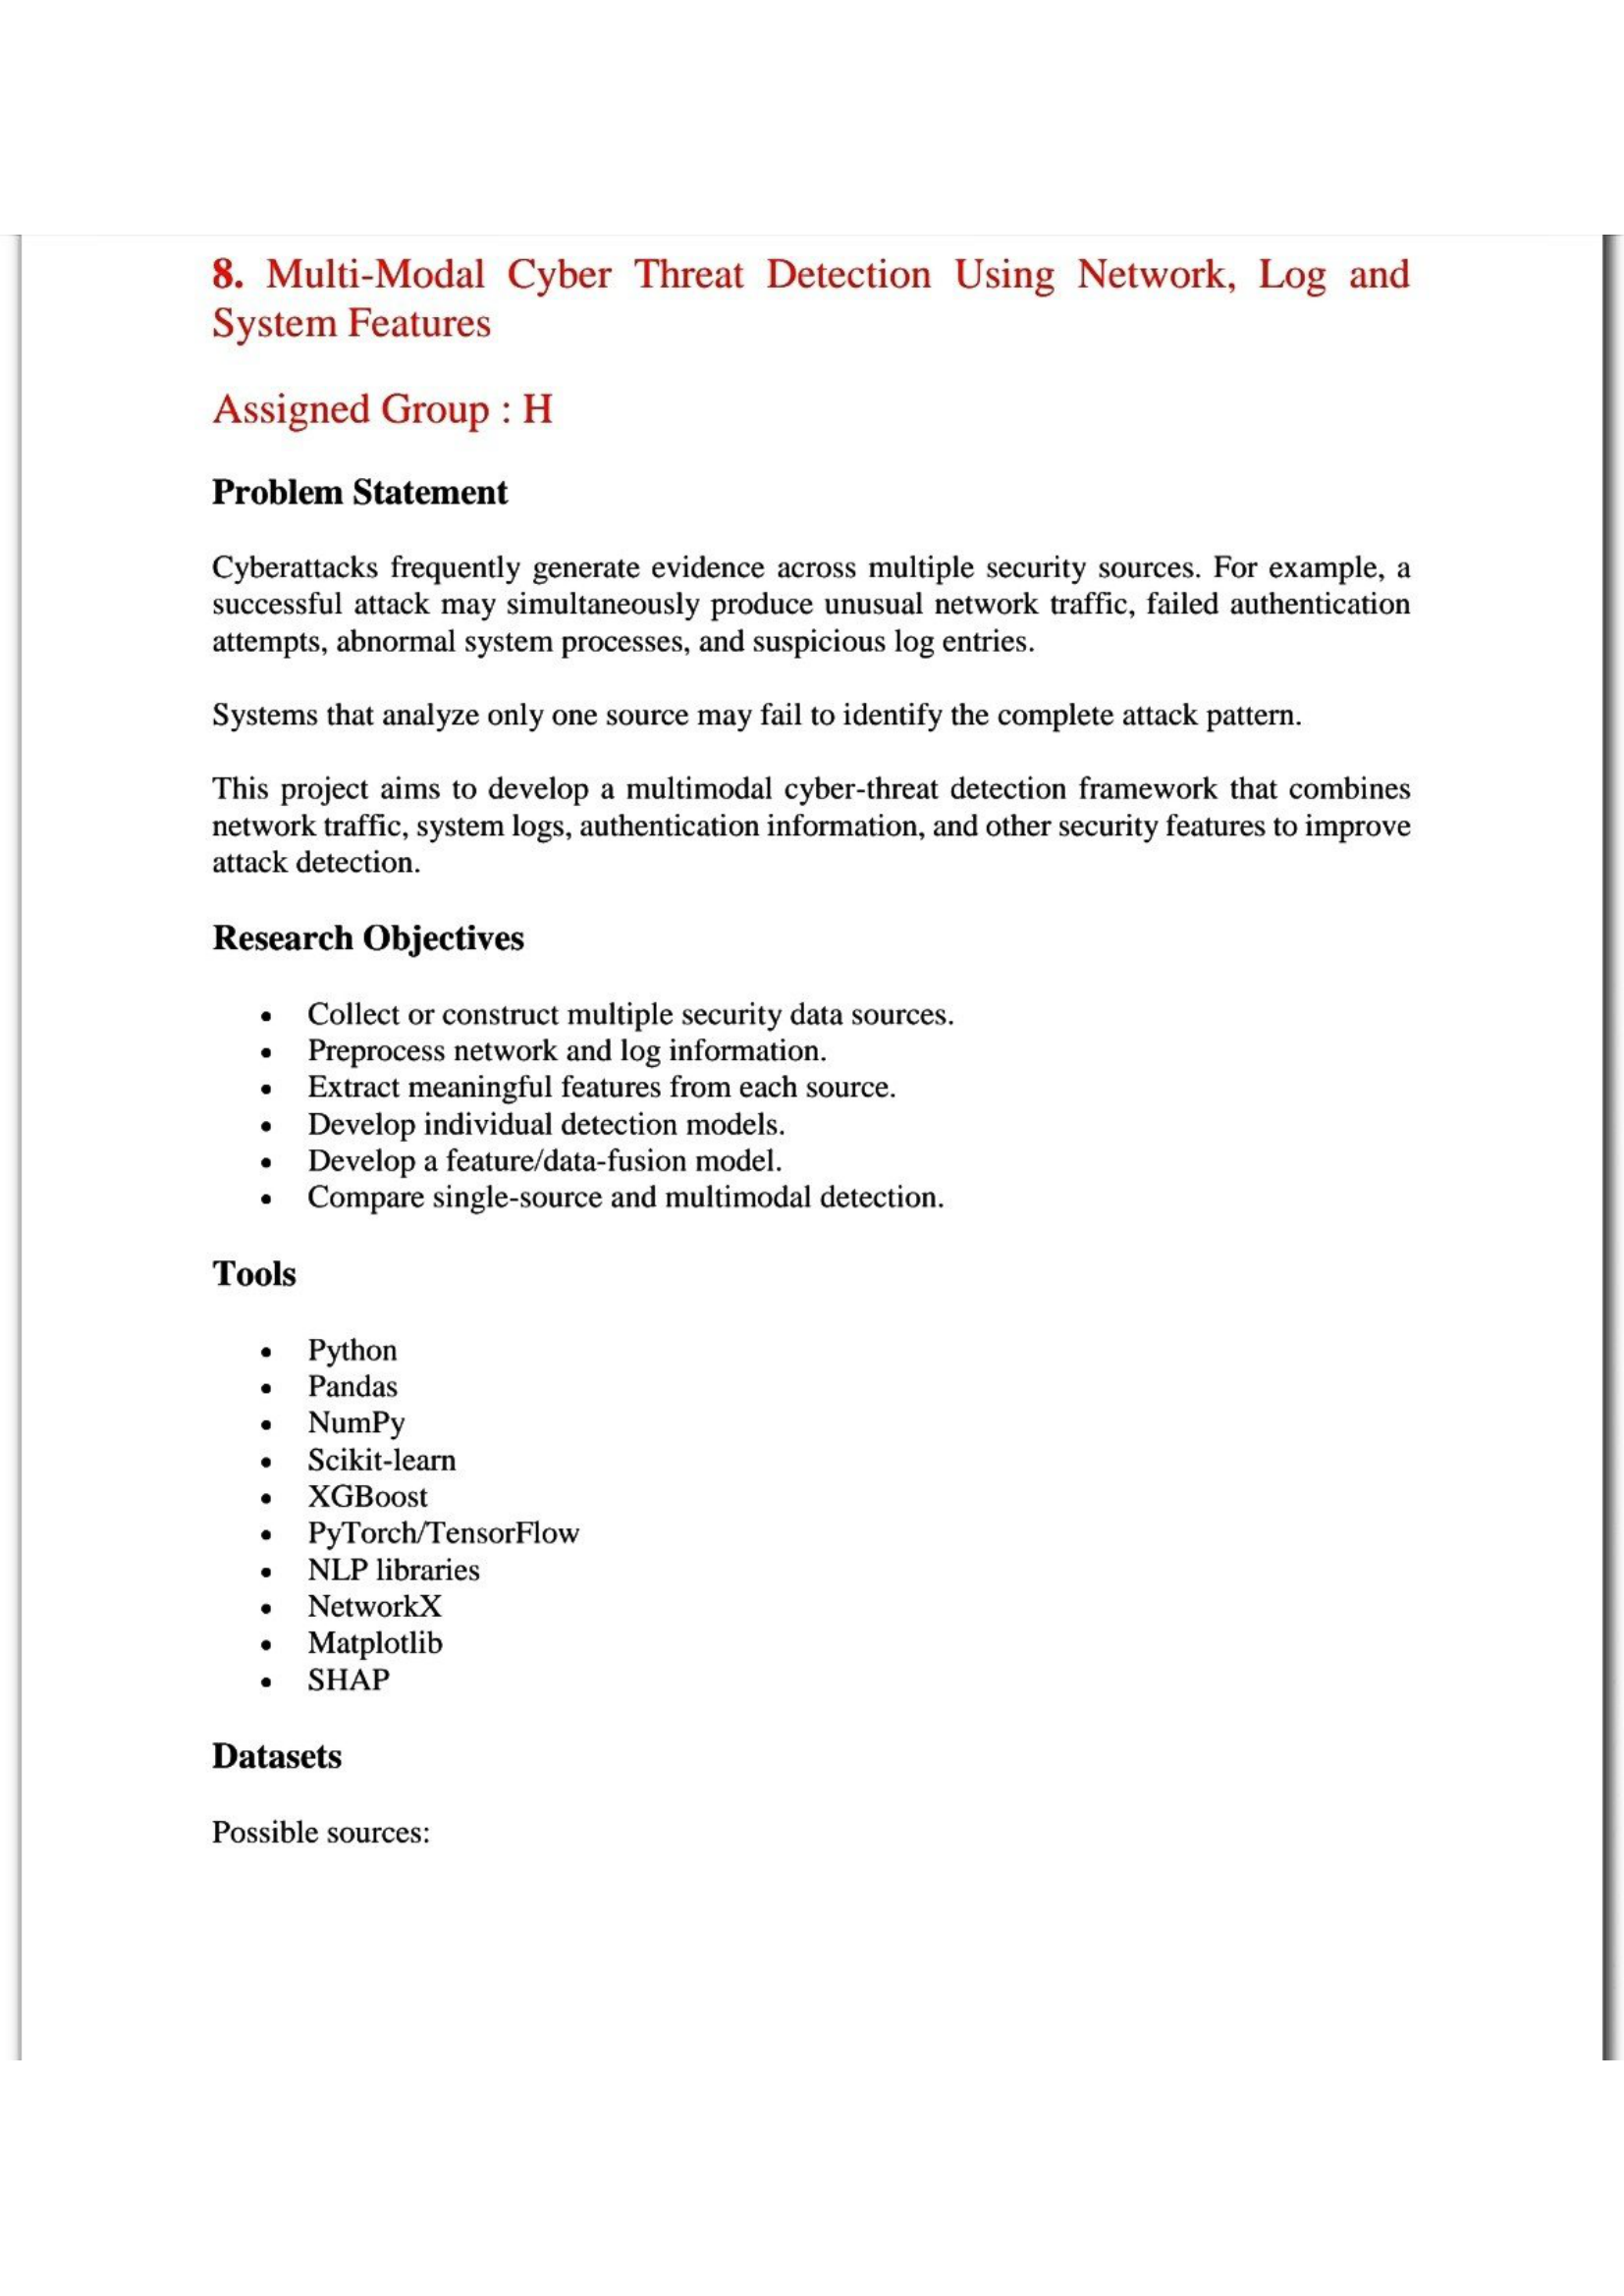 8. Multi-Modal Cyber Threat Detection Using Network, Log and
System Features
Assigned Group : H
Problem Statement
Cyberattacks frequently generate evidence across multiple security sources. For example, a
successful attack may simultaneously produce unusual network traffic, failed authentication
attempts, abnormal system processes, and suspicious log entries.
Systems that analyze only one source may fail to identify the complete attack pattern.
This project aims to develop a multimodal cyber-threat detection framework that combines
network traffic, system logs, authentication information, and other security features to improve
attack detection.
Research Objectives
• Collect or construct multiple security data sources.
• Preprocess network and log information.
• Extract meaningful features from each source.
• Develop individual detection models.
• Develop a feature/data-fusion model.
• Compare single-source and multimodal detection.
Tools
• Python
• Pandas
• NumPy
• Scikit-learn
• XGBoost
• PyTorch/TensorFlow
• NLP libraries
• NetworkX
• Matplotlib
• SHAP
Datasets
Possible sources: